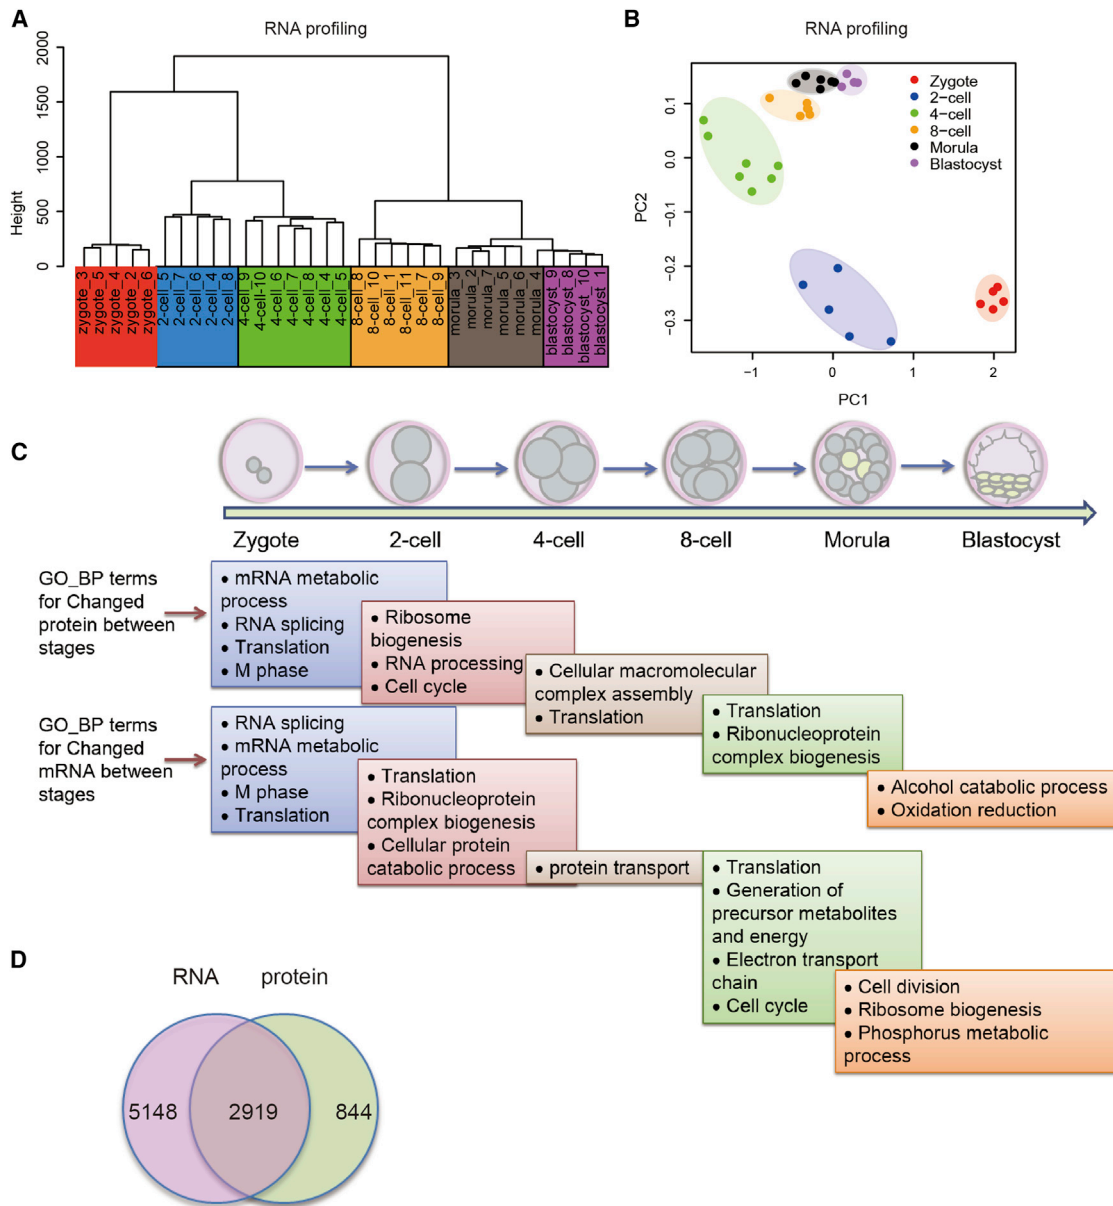 A
RNA profiling
Height
2000
1500
1000
500
0
zygote_3
zygote_5
zygote_4
zygote_2
zygote_6
2-cell_5
2-cell_7
2-cell_6
2-cell_4
2-cell_8
4-cell_9
4-cell-10
4-cell_6
4-cell_7
4-cell_8
4-cell_4
4-cell_5
8-cell_8
8-cell_10
8-cell_1
8-cell_11
8-cell_7
8-cell_9
morula_3
morula_2
morula_7
morula_5
morula_6
morula_4
blastocyst_9
blastocyst_8
blastocyst_10
blastocyst_1
B
RNA profiling
PC2
0.1
0.0
−0.1
−0.2
−0.3
Zygote
2−cell
4−cell
8−cell
Morula
Blastocyst
−1
0
1
2
PC1
C
Zygote
2-cell
4-cell
8-cell
Morula
Blastocyst
GO_BP terms
for Changed
protein between
stages
• mRNA metabolic
process
• RNA splicing
• Translation
• M phase
• Ribosome
biogenesis
• RNA processing
• Cell cycle
• Cellular macromolecular
complex assembly
• Translation
• Translation
• Ribonucleoprotein
complex biogenesis
• Alcohol catabolic process
• Oxidation reduction
GO_BP terms
for Changed
mRNA between
stages
• RNA splicing
• mRNA metabolic
process
• M phase
• Translation
• Translation
• Ribonucleoprotein
complex biogenesis
• Cellular protein
catabolic process
• protein transport
• Translation
• Generation of
precursor metabolites
and energy
• Electron transport
chain
• Cell cycle
• Cell division
• Ribosome biogenesis
• Phosphorus metabolic
process
D
RNA
protein
5148
2919
844